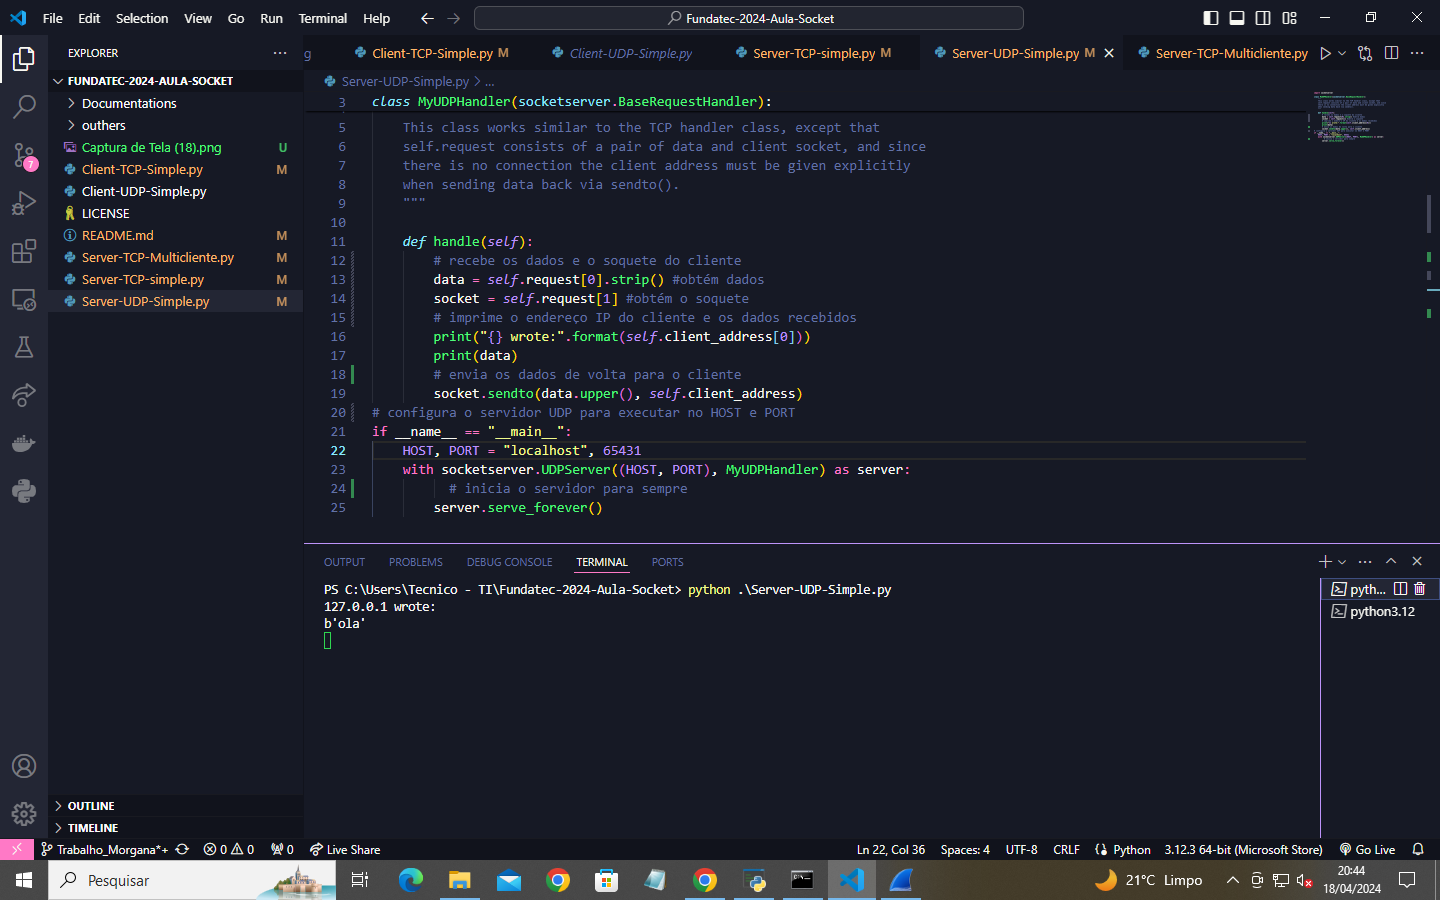 File Edit Selection View Go Run Terminal Help
Fundatec-2024-Aula-Socket
EXPLORER
g Client-TCP-Simple.py M Client-UDP-Simple.py Server-TCP-simple.py M Server-UDP-Simple.py M Server-TCP-Multicliente.py
FUNDATEC-2024-AULA-SOCKET
Documentations
outhers
Captura de Tela (18).png U
Client-TCP-Simple.py M
Client-UDP-Simple.py
LICENSE
README.md M
Server-TCP-Multicliente.py M
Server-TCP-simple.py M
Server-UDP-Simple.py M
7
OUTLINE
TIMELINE
Server-UDP-Simple.py > ...
3 class MyUDPHandler(socketserver.BaseRequestHandler):
5 This class works similar to the TCP handler class, except that
6 self.request consists of a pair of data and client socket, and since
7 there is no connection the client address must be given explicitly
8 when sending data back via sendto().
9 """
10
11 def handle(self):
12 # recebe os dados e o soquete do cliente
13 data = self.request[0].strip() #obtém dados
14 socket = self.request[1] #obtém o soquete
15 # imprime o endereço IP do cliente e os dados recebidos
16 print("{} wrote:".format(self.client_address[0]))
17 print(data)
18 # envia os dados de volta para o cliente
19 socket.sendto(data.upper(), self.client_address)
20 # configura o servidor UDP para executar no HOST e PORT
21 if __name__ == "__main__":
22 HOST, PORT = "localhost", 65431
23 with socketserver.UDPServer((HOST, PORT), MyUDPHandler) as server:
24 # inicia o servidor para sempre
25 server.serve_forever()
OUTPUT PROBLEMS DEBUG CONSOLE TERMINAL PORTS
PS C:\Users\Tecnico - TI\Fundatec-2024-Aula-Socket> python .\Server-UDP-Simple.py
127.0.0.1 wrote:
b'ola'
pyth...
python3.12
Trabalho_Morgana*+ 0 0 0 Live Share Ln 22, Col 36 Spaces: 4 UTF-8 CRLF Python 3.12.3 64-bit (Microsoft Store) Go Live
Pesquisar
21°C Limpo
20:44
18/04/2024